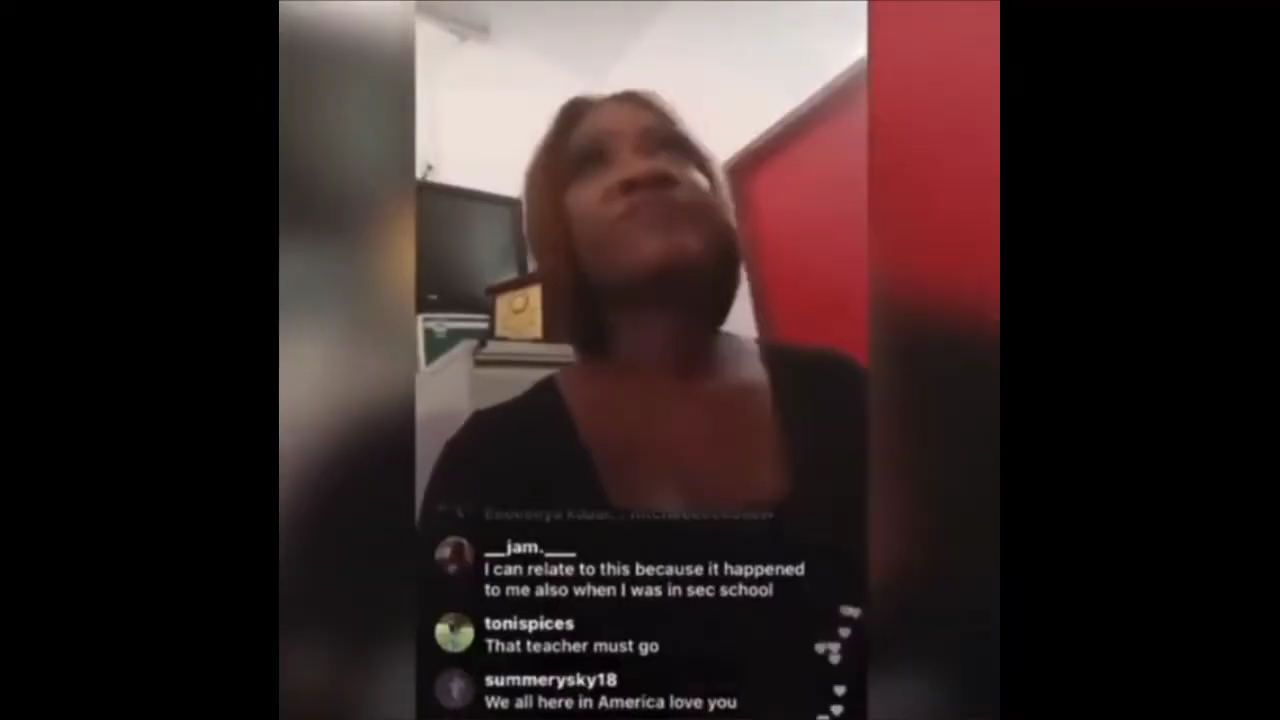 __jam.___
I can relate to this because it happened
to me also when I was in sec school
tonispices
That teacher must go
summerysky18
We all here in America love you